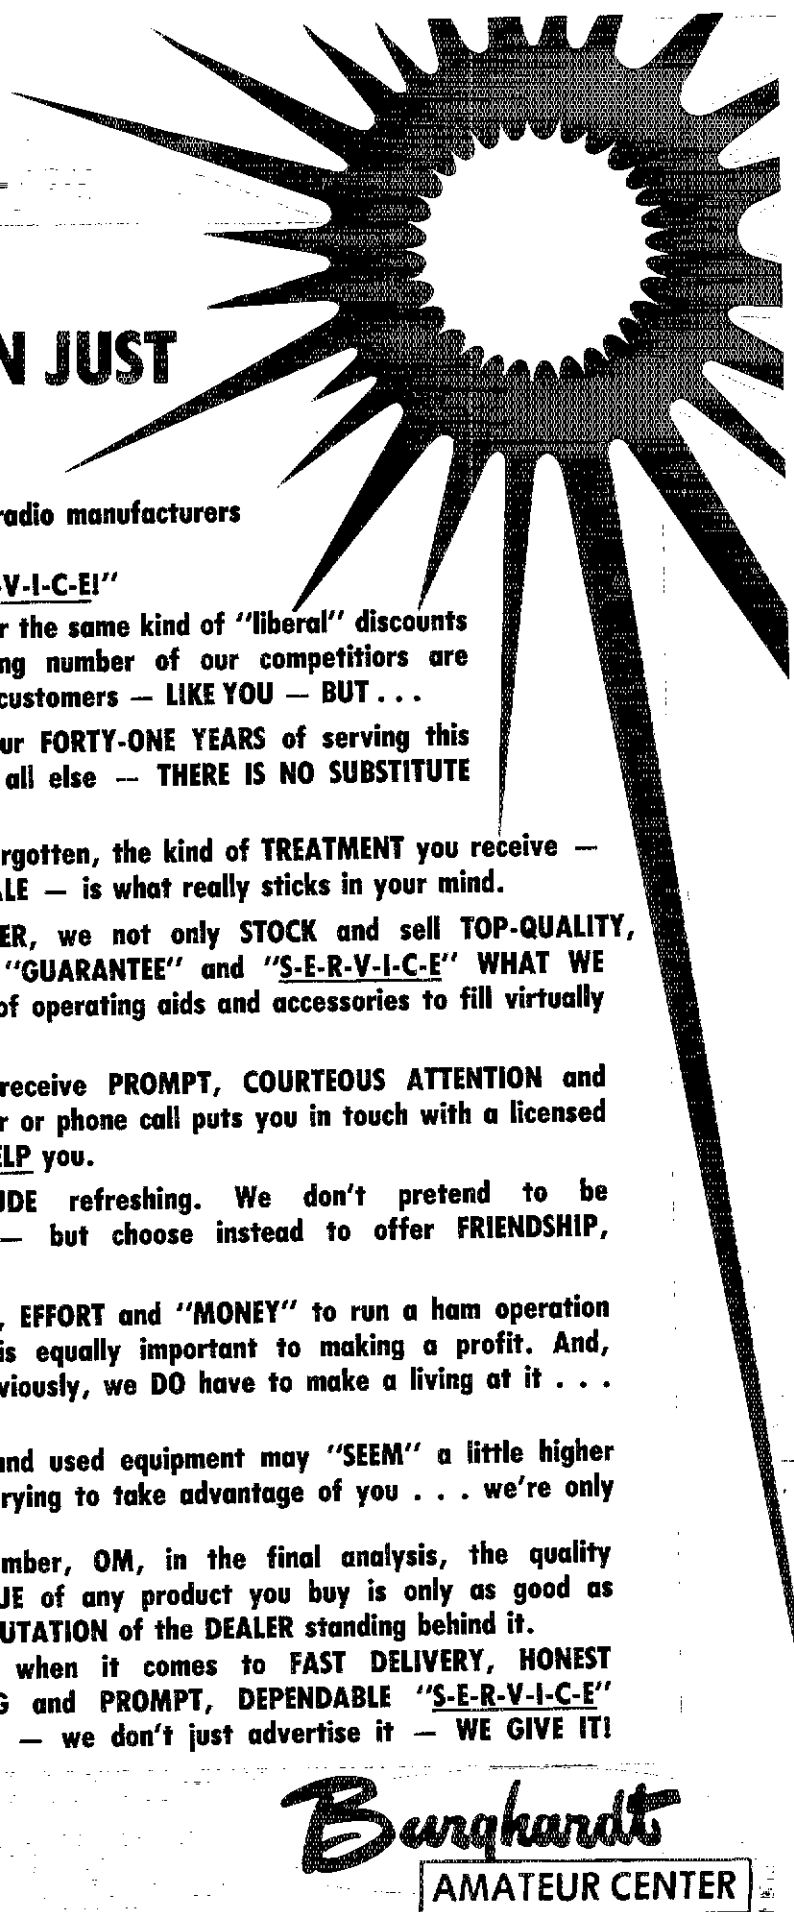 N JUST
radio manufacturers
-V-I-C-E!"
r the same kind of "liberal" discounts
ng number of our competitiors are
customers — LIKE YOU — BUT...
ur FORTY-ONE YEARS of serving this
all else — THERE IS NO SUBSTITUTE
rgotten, the kind of TREATMENT you receive —
ALE — is what really sticks in your mind.
ER, we not only STOCK and sell TOP-QUALITY,
"GUARANTEE" and "S-E-R-V-I-C-E" WHAT WE
of operating aids and accessories to fill virtually
receive PROMPT, COURTEOUS ATTENTION and
r or phone call puts you in touch with a licensed
ELP you.
UDE refreshing. We don't pretend to be
— but choose instead to offer FRIENDSHIP,
, EFFORT and "MONEY" to run a ham operation
is equally important to making a profit. And,
viously, we DO have to make a living at it . . .
and used equipment may "SEEM" a little higher
rying to take advantage of you . . . we're only
mber, OM, in the final analysis, the quality
UE of any product you buy is only as good as
UTATION of the DEALER standing behind it.
when it comes to FAST DELIVERY, HONEST
G and PROMPT, DEPENDABLE "S-E-R-V-I-C-E"
— we don't just advertise it — WE GIVE IT!
Burghardt
AMATEUR CENTER